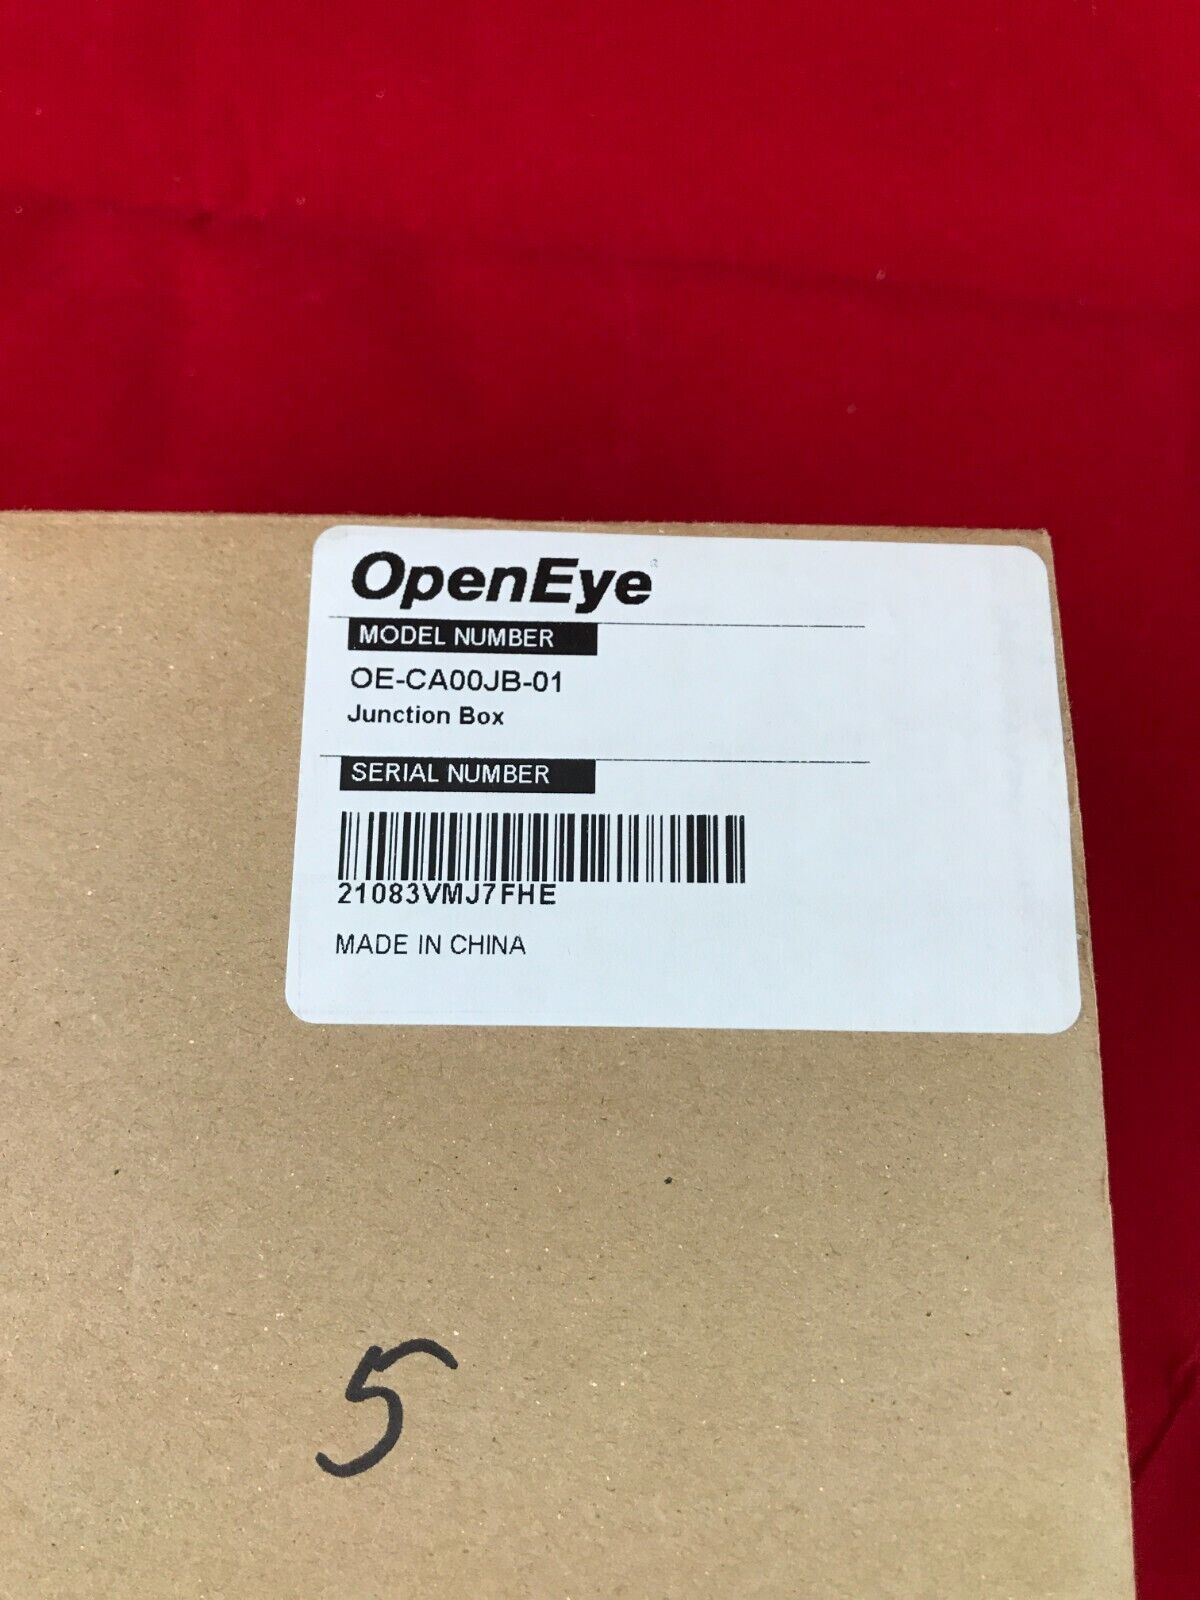 OpenEye®
MODEL NUMBER
OE-CA00JB-01
Junction Box
SERIAL NUMBER
21083VMJ7FHE
MADE IN CHINA
5